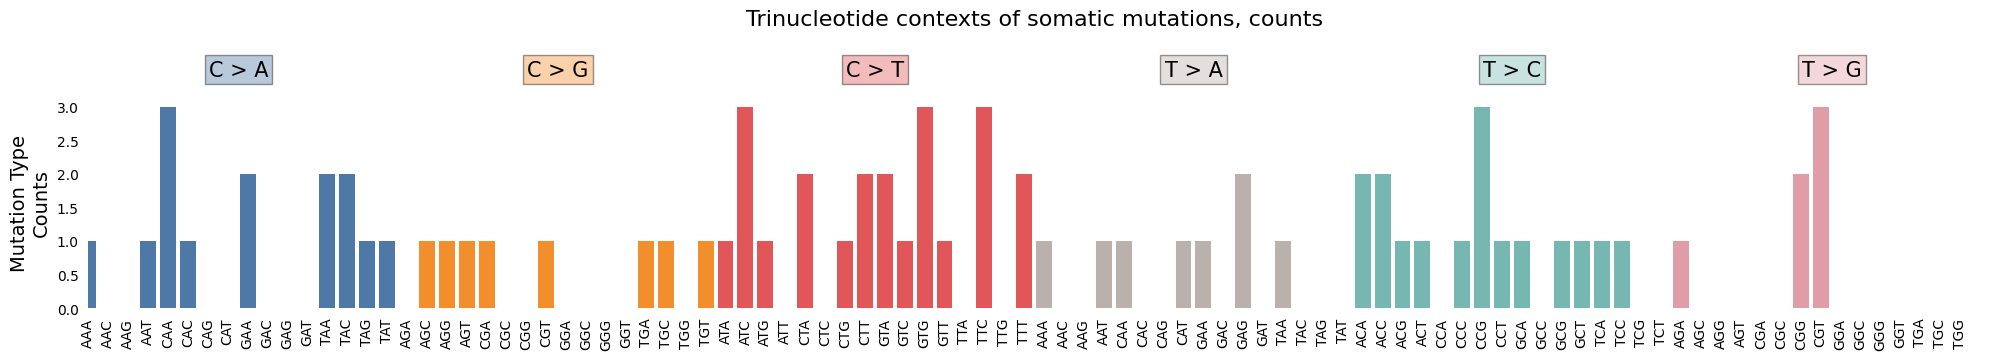 Trinucleotide contexts of somatic mutations, counts
C > A C > G C > T T > A T > C T > G
Mutation Type
Counts
3.0
2.5
2.0
1.5
1.0
0.5
0.0
AAA AAC AAG AAT CAA CAC CAG CAT GAA GAC GAG GAT TAA TAC TAG TAT AGA AGC AGG AGT CGA CGC CGG CGT GGA GGC GGG GGT TGA TGC TGG TGT ATA ATC ATG ATT CTA CTC CTG CTT GTA GTC GTG GTT TTA TTC TTG TTT AAA AAC AAG AAT CAA CAC CAG CAT GAA GAC GAG GAT TAA TAC TAG TAT ACA ACC ACG ACT CCA CCC CCG CCT GCA GCC GCG GCT TCA TCC TCG TCT AGA AGC AGG AGT CGA CGC CGG CGT GGA GGC GGG GGT TGA TGC TGG